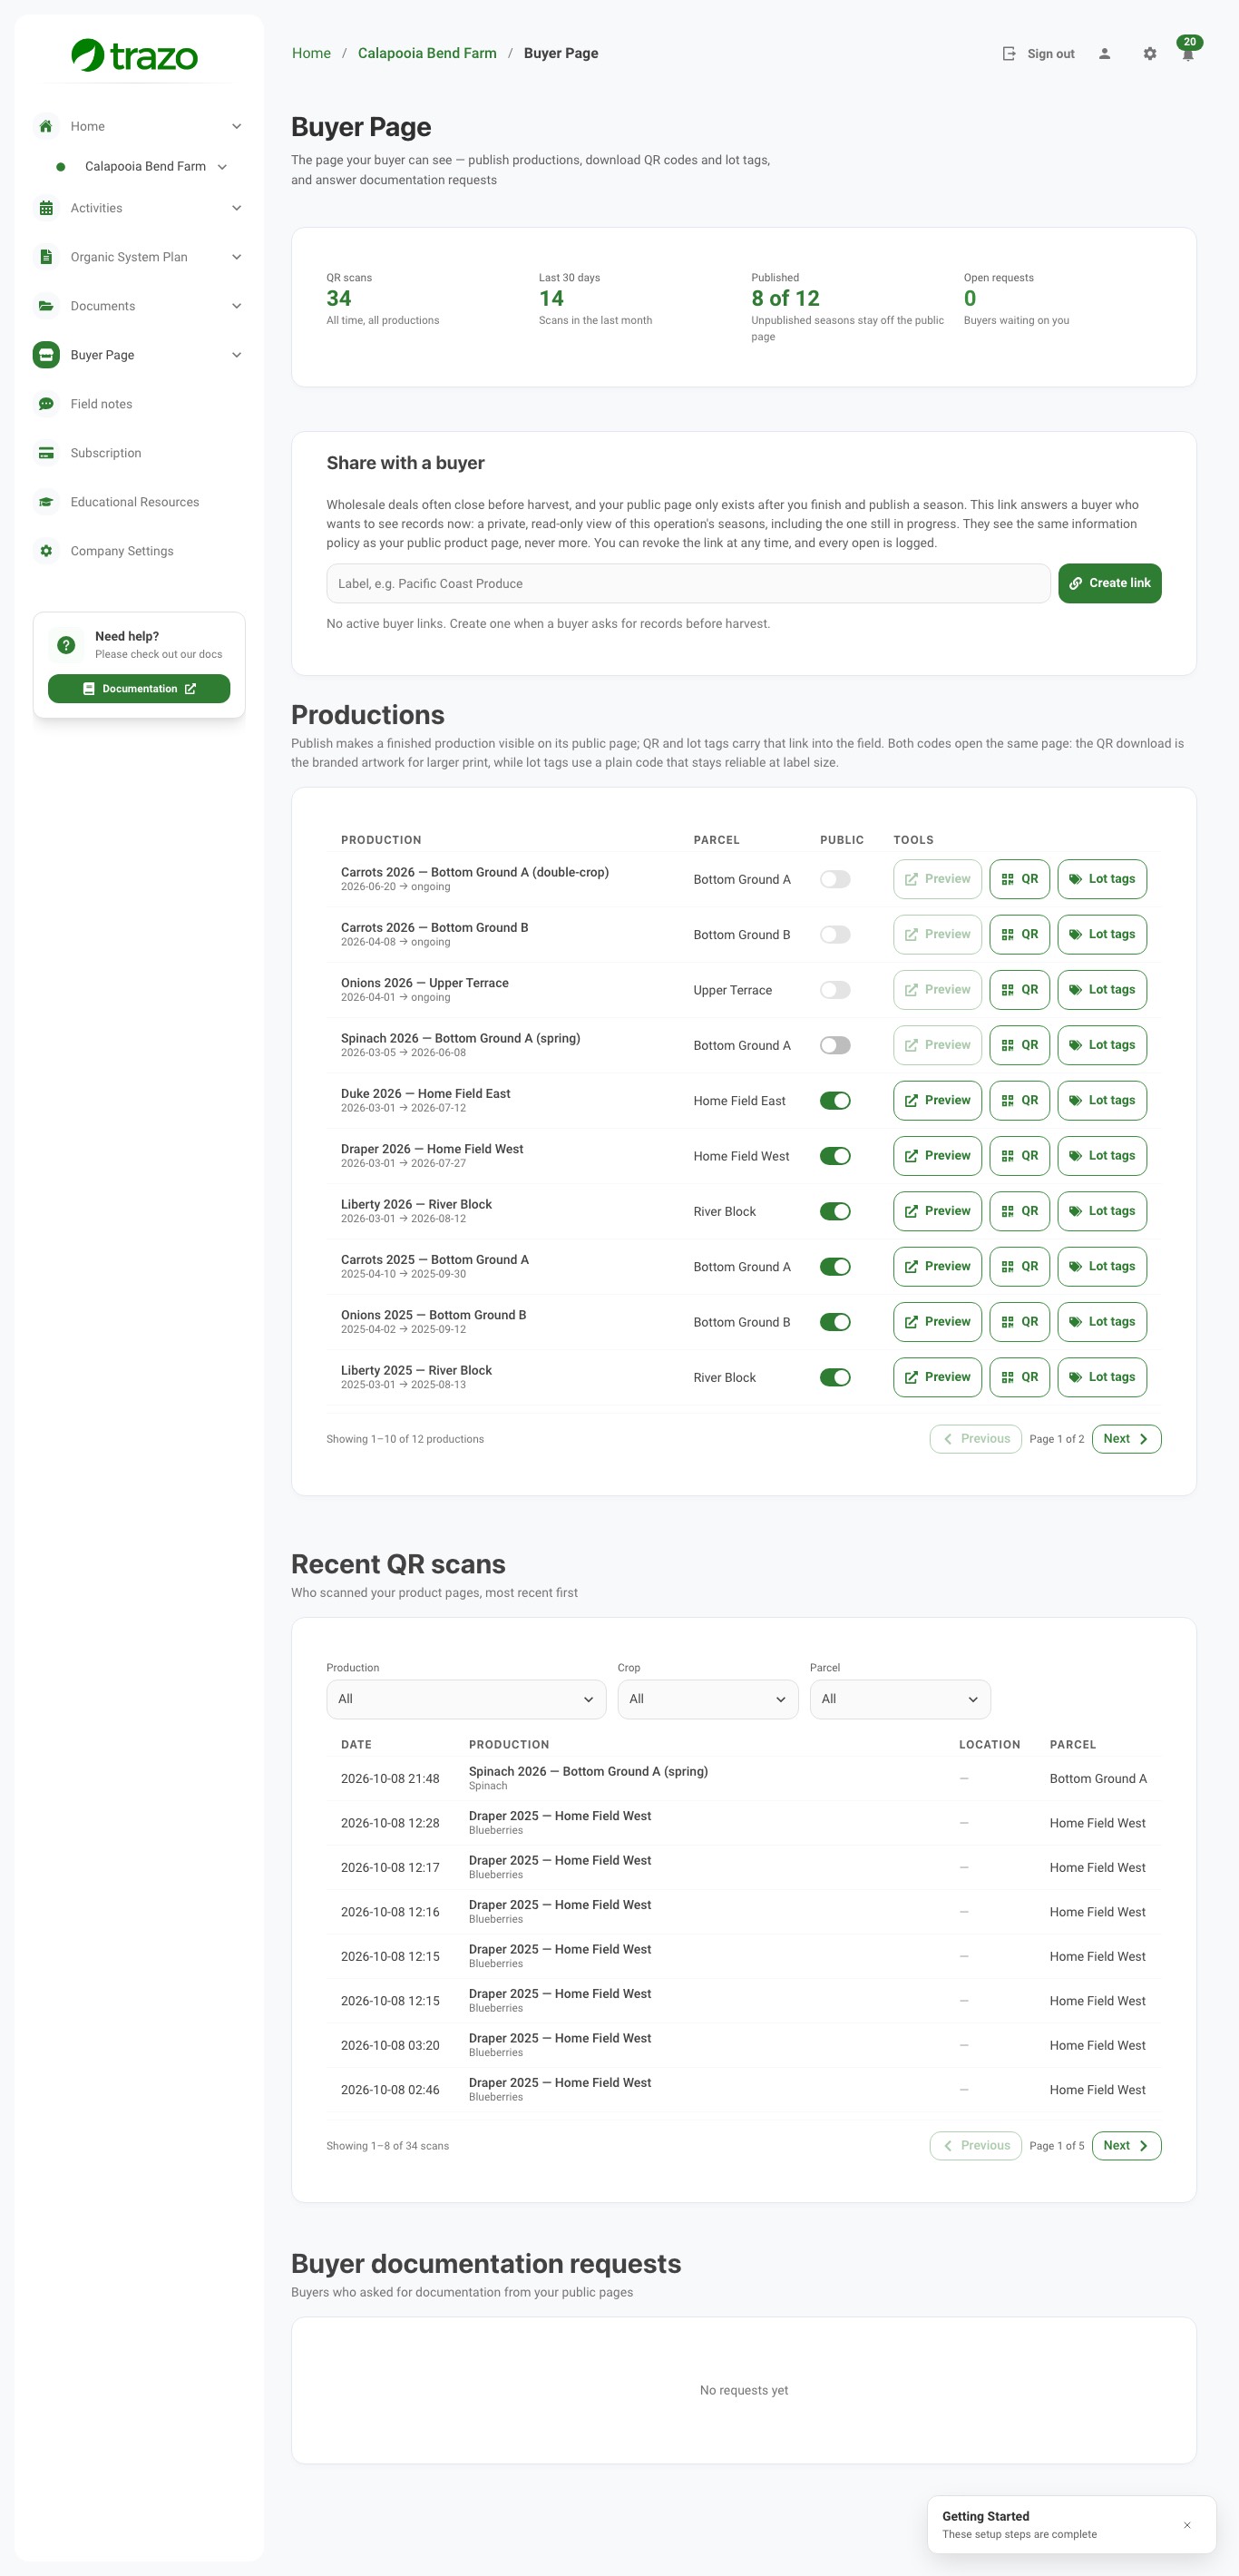 trazo
Home / Calapooia Bend Farm / Buyer Page
Sign out
20
Home
Calapooia Bend Farm
Activities
Organic System Plan
Documents
Buyer Page
Field notes
Subscription
Educational Resources
Company Settings
Need help?
Please check out our docs
Documentation
Buyer Page
The page your buyer can see — publish productions, download QR codes and lot tags,
and answer documentation requests
QR scans
34
All time, all productions
Last 30 days
14
Scans in the last month
Published
8 of 12
Unpublished seasons stay off the public
page
Open requests
0
Buyers waiting on you
Share with a buyer
Wholesale deals often close before harvest, and your public page only exists after you finish and publish a season. This link answers a buyer who
wants to see records now: a private, read-only view of this operation's seasons, including the one still in progress. They see the same information
policy as your public product page, never more. You can revoke the link at any time, and every open is logged.
Label, e.g. Pacific Coast Produce
Create link
No active buyer links. Create one when a buyer asks for records before harvest.
Productions
Publish makes a finished production visible on its public page; QR and lot tags carry that link into the field. Both codes open the same page: the QR download is
the branded artwork for larger print, while lot tags use a plain code that stays reliable at label size.
PRODUCTION PARCEL PUBLIC TOOLS
Carrots 2026 — Bottom Ground A (double-crop)
2026-06-20 → ongoing
Bottom Ground A
Preview QR Lot tags
Carrots 2026 — Bottom Ground B
2026-04-08 → ongoing
Bottom Ground B
Preview QR Lot tags
Onions 2026 — Upper Terrace
2026-04-01 → ongoing
Upper Terrace
Preview QR Lot tags
Spinach 2026 — Bottom Ground A (spring)
2026-03-05 → 2026-06-08
Bottom Ground A
Preview QR Lot tags
Duke 2026 — Home Field East
2026-03-01 → 2026-07-12
Home Field East
Preview QR Lot tags
Draper 2026 — Home Field West
2026-03-01 → 2026-07-27
Home Field West
Preview QR Lot tags
Liberty 2026 — River Block
2026-03-01 → 2026-08-12
River Block
Preview QR Lot tags
Carrots 2025 — Bottom Ground A
2025-04-10 → 2025-09-30
Bottom Ground A
Preview QR Lot tags
Onions 2025 — Bottom Ground B
2025-04-02 → 2025-09-12
Bottom Ground B
Preview QR Lot tags
Liberty 2025 — River Block
2025-03-01 → 2025-08-13
River Block
Preview QR Lot tags
Showing 1–10 of 12 productions
Previous Page 1 of 2 Next
Recent QR scans
Who scanned your product pages, most recent first
Production
All
Crop
All
Parcel
All
DATE PRODUCTION LOCATION PARCEL
2026-10-08 21:48
Spinach 2026 — Bottom Ground A (spring)
Spinach
—
Bottom Ground A
2026-10-08 12:28
Draper 2025 — Home Field West
Blueberries
—
Home Field West
2026-10-08 12:17
Draper 2025 — Home Field West
Blueberries
—
Home Field West
2026-10-08 12:16
Draper 2025 — Home Field West
Blueberries
—
Home Field West
2026-10-08 12:15
Draper 2025 — Home Field West
Blueberries
—
Home Field West
2026-10-08 12:15
Draper 2025 — Home Field West
Blueberries
—
Home Field West
2026-10-08 03:20
Draper 2025 — Home Field West
Blueberries
—
Home Field West
2026-10-08 02:46
Draper 2025 — Home Field West
Blueberries
—
Home Field West
Showing 1–8 of 34 scans
Previous Page 1 of 5 Next
Buyer documentation requests
Buyers who asked for documentation from your public pages
No requests yet
Getting Started
These setup steps are complete